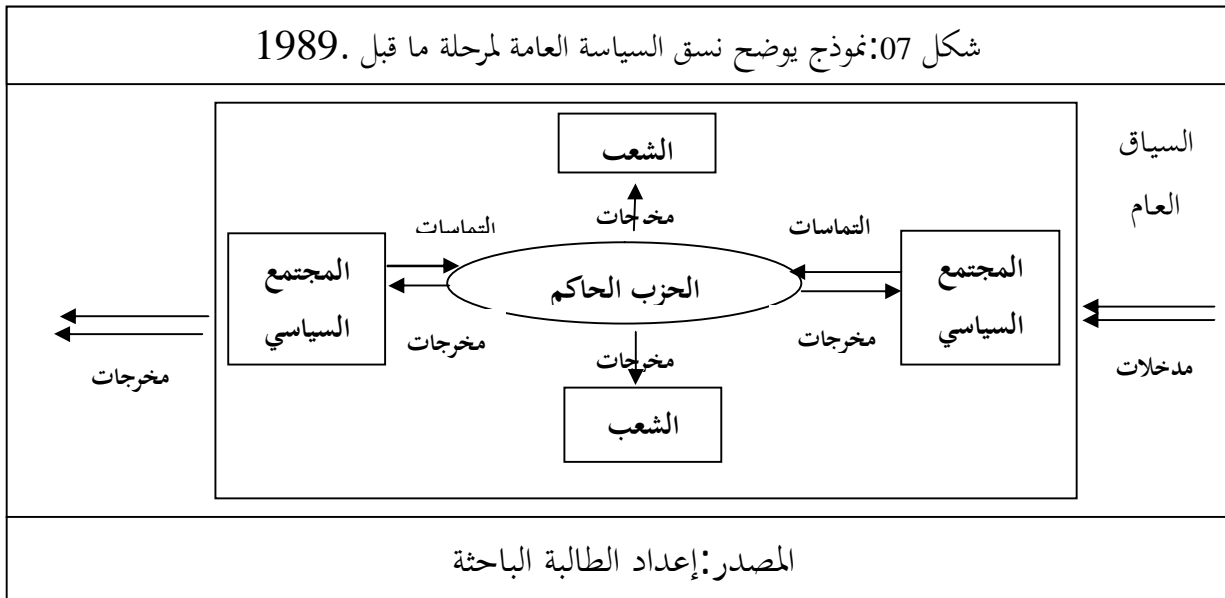 شكل 07:نموذج يوضح نسق السياسة العامة لمرحلة ما قبل .1989
السياق
العام
الشعب
مخرجات
التماسات
التماسات
المجتمع
السياسي
الحزب الحاكم
المجتمع
السياسي
مخرجات
مخرجات
مخرجات
مدخلات
مخرجات
الشعب
المصدر:إعداد الطالبة الباحثة